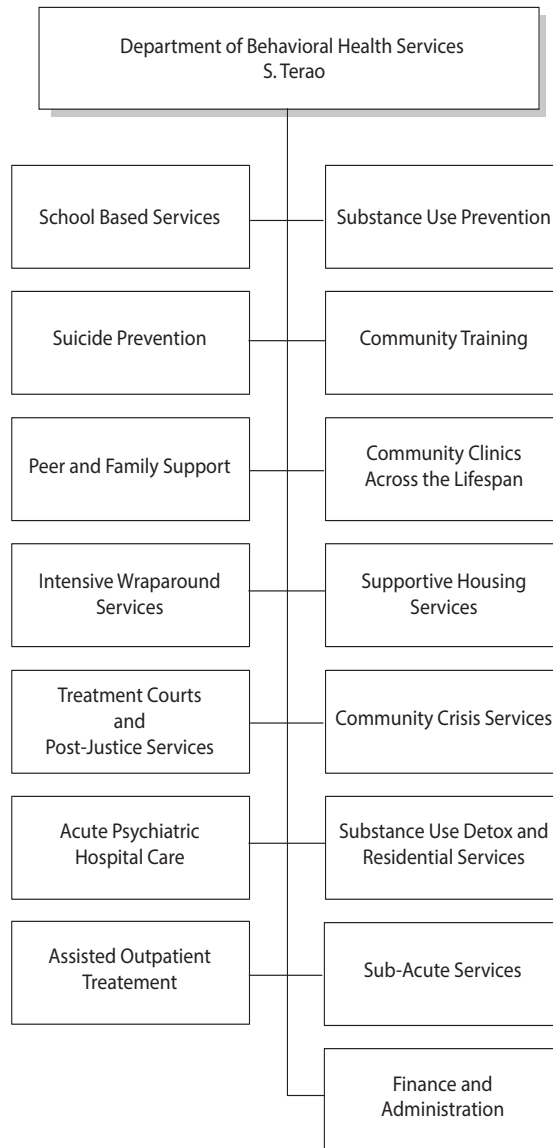 Department of Behavioral Health Services
S. Terao
School Based Services
Substance Use Prevention
Suicide Prevention
Community Training
Peer and Family Support
Community Clinics
Across the Lifespan
Intensive Wraparound
Services
Supportive Housing
Services
Treatment Courts
and
Post-Justice Services
Community Crisis Services
Acute Psychiatric
Hospital Care
Substance Use Detox and
Residential Services
Assisted Outpatient
Treatement
Sub-Acute Services
Finance and
Administration